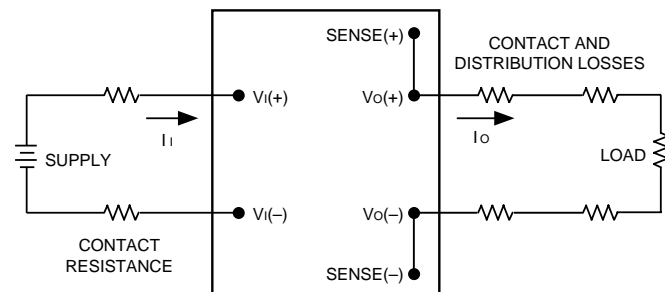 SENSE(+)
CONTACT AND
DISTRIBUTION LOSSES
VI(+)
VO(+)
II
IO
SUPPLY
LOAD
VI(–)
VO(–)
CONTACT
RESISTANCE
SENSE(–)